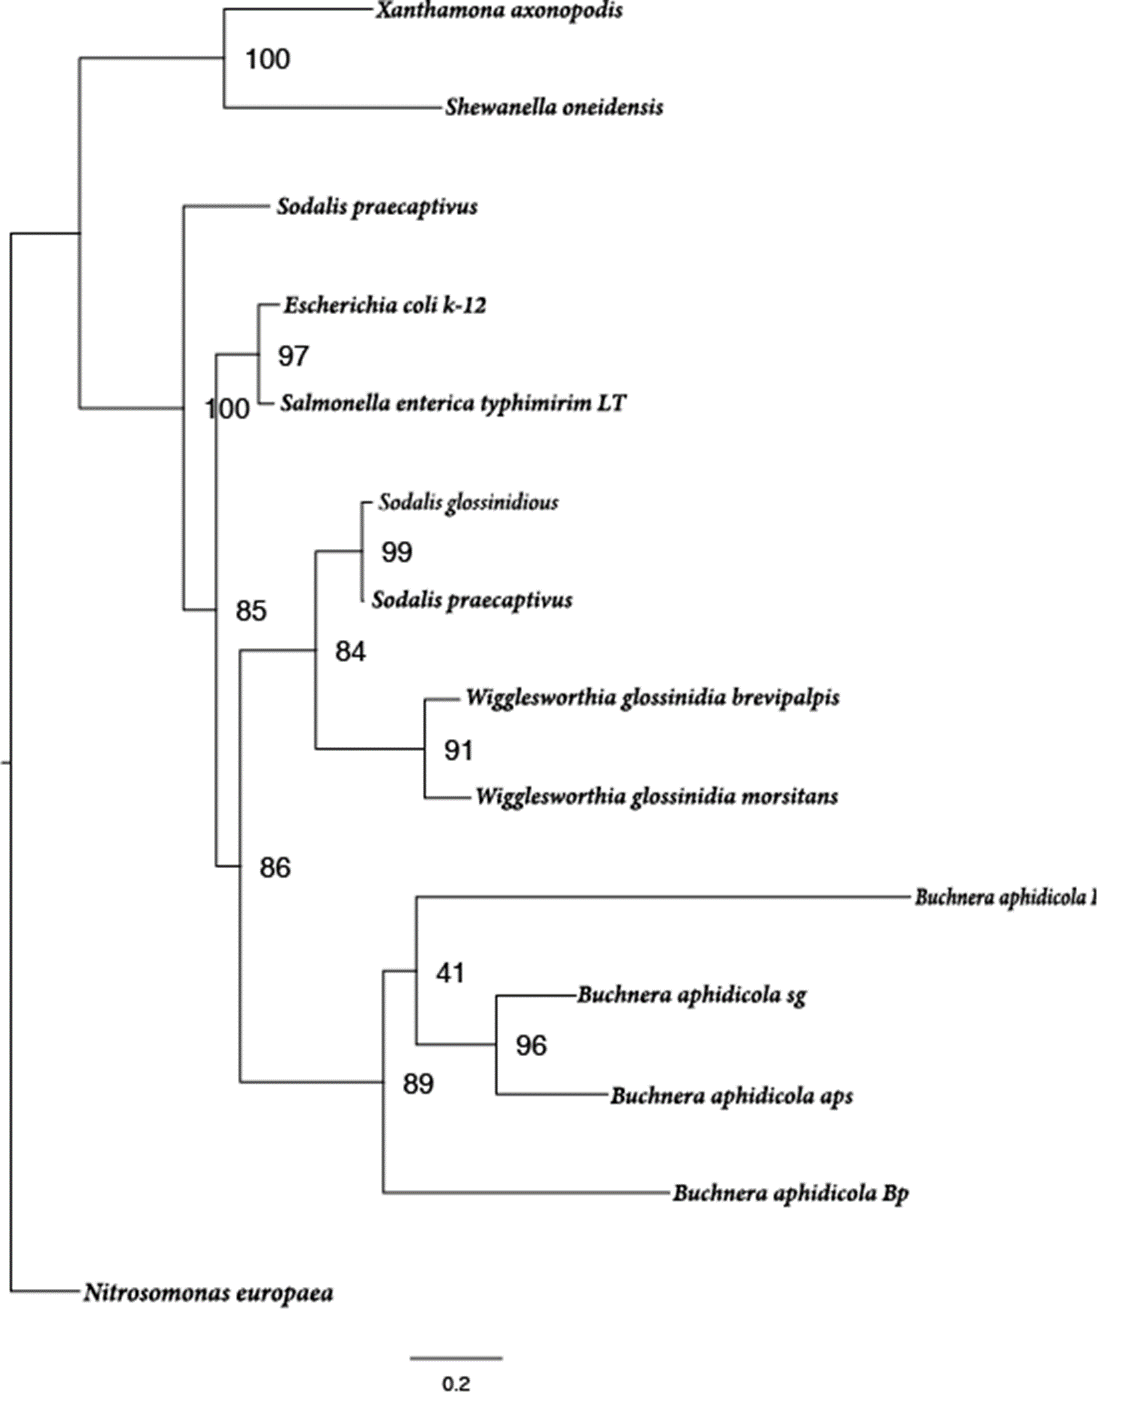 Xanthamona axonopodis
100
Shewanella oneidensis
Sodalis praecaptivus
Escherichia coli k-12
97
Salmonella enterica typhimirim LT
100
Sodalis glossinidious
99
Sodalis praecaptivus
85
84
Wigglesworthia glossinidia brevipalpis
91
Wigglesworthia glossinidia morsitans
86
Buchnera aphidicola
41
Buchnera aphidicola sg
96
89
Buchnera aphidicola aps
Buchnera aphidicola Bp
Nitrosomonas europaea
0.2